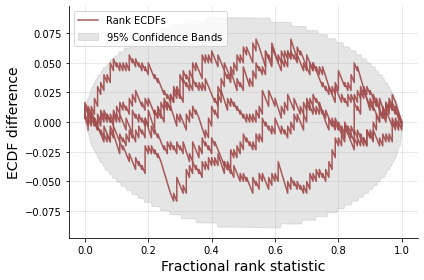 Rank ECDFs
95% Confidence Bands
ECDF difference
0.075
0.050
0.025
0.000
−0.025
−0.050
−0.075
0.0 0.2 0.4 0.6 0.8 1.0
Fractional rank statistic